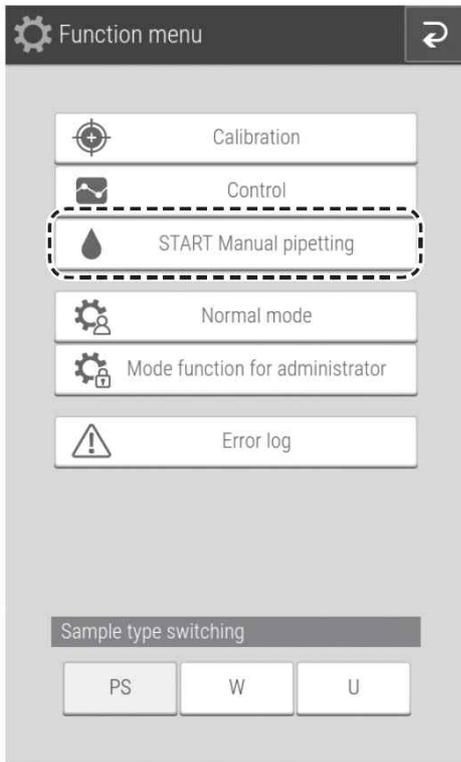 Function menu
Calibration
Control
START Manual pipetting
Normal mode
Mode function for administrator
Error log
Sample type switching
PS
W
U